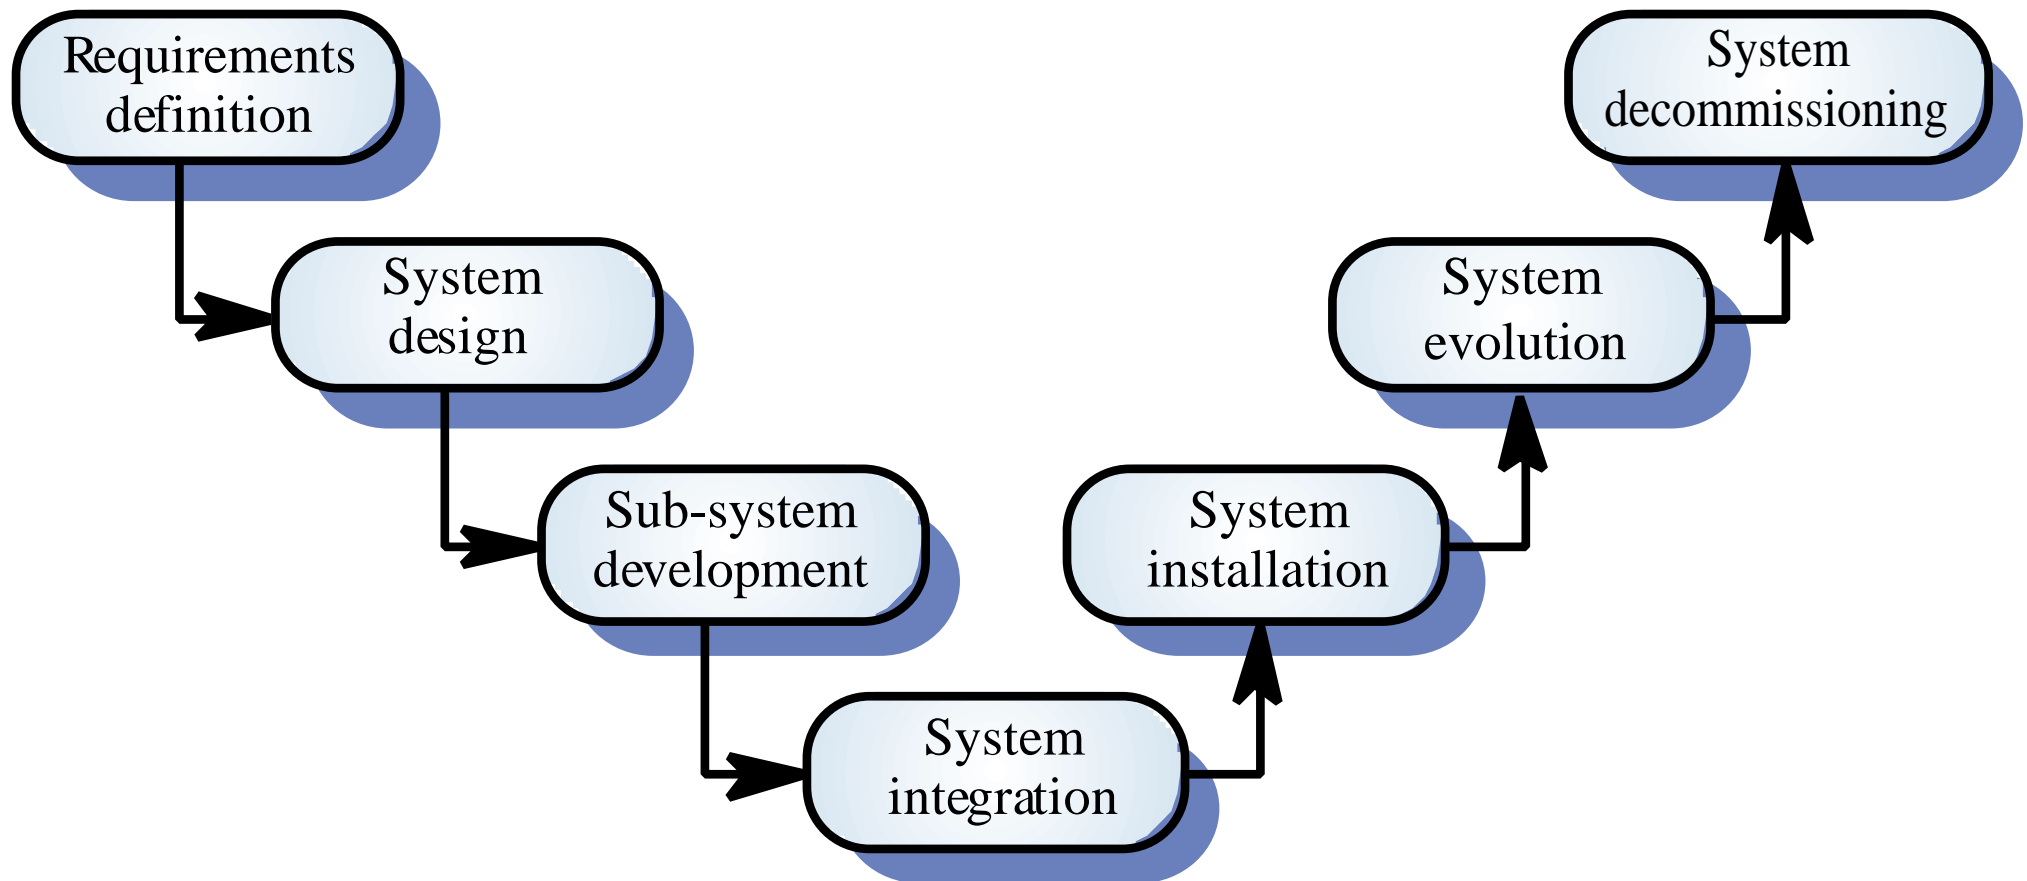 Requirements
definition
System
design
Sub-system
development
System
integration
System
installation
System
evolution
System
decommissioning